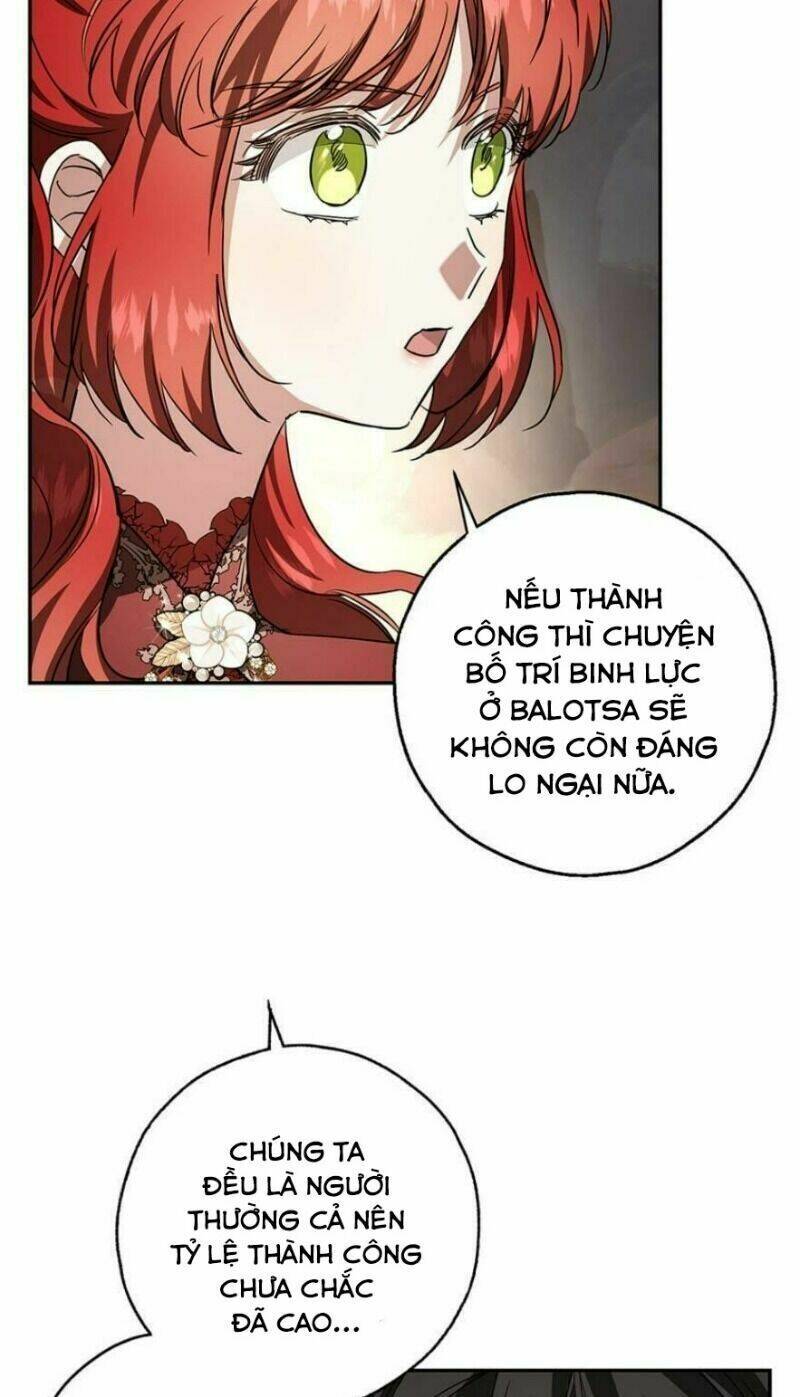 NẾU THÀNH
CÔNG THÌ CHUYỆN
BỐ TRÍ BINH LỰC
Ở BALOTSA SẼ
KHÔNG CÒN ĐÁNG
LO NGẠI NỮA.
CHÚNG TA
ĐỀU LÀ NGƯỜI
THƯỜNG CẢ NÊN
TỶ LỆ THÀNH CÔNG
CHƯA CHẮC
ĐÃ CAO...